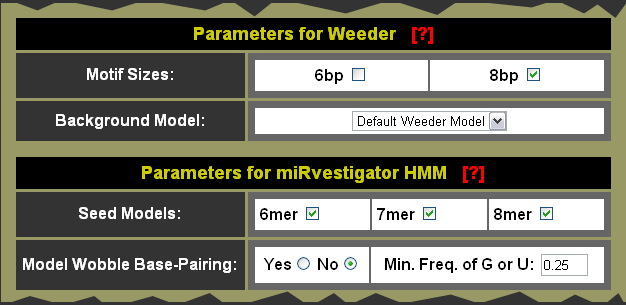 Parameters for Weeder [?]
Motif Sizes: 6bp 8bp
Background Model: Default Weeder Model
Parameters for miRvestigator HMM [?]
Seed Models: 6mer 7mer 8mer
Model Wobble Base-Pairing: Yes No Min. Freq. of G or U: 0.25